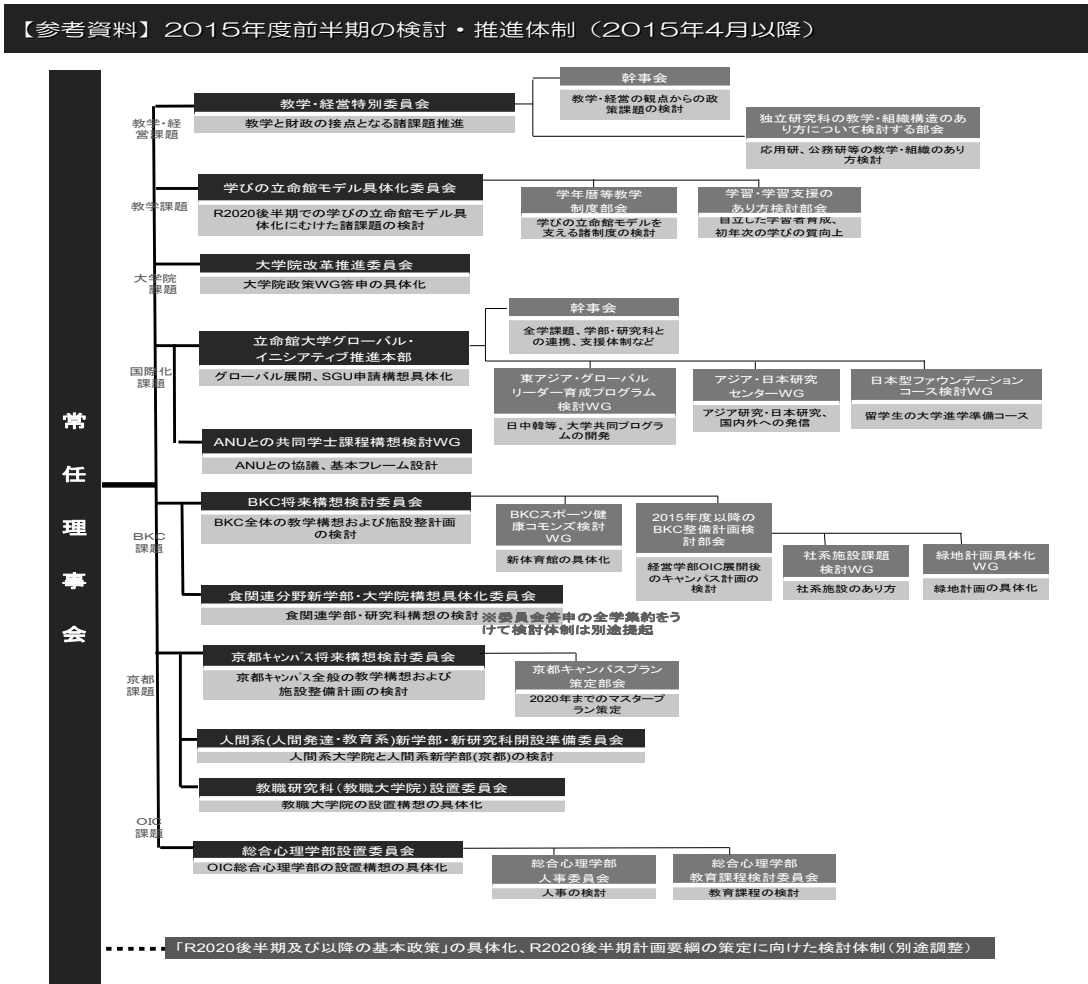 【参考資料】2015年度前半期の検討・推進体制（2015年4月以降）
常任理事会
教学・経
営課題
教学・経営特別委員会
教学と財政の接点となる諸課題推進
幹事会
教学・経営の観点からの政
策課題の検討
独立研究科の教学・組織構造のあ
り方について検討する部会
応用研、公務研等の教学・組織のあり
方検討
教学課題
学びの立命館モデル具体化委員会
R2020後半期での学びの立命館モデル具
体化にむけた諸課題の検討
学年暦等教学
制度部会
学びの立命館モデルを
支える諸制度の検討
学習・学習支援の
あり方検討部会
自立した学習者育成、
初年次の学びの質向上
大学院
課題
大学院改革推進委員会
大学院政策WG答申の具体化
国際化
課題
立命館大学グローバル・
イニシアティブ推進本部
グローバル展開、SGU申請構想具体化
幹事会
全学課題、学部・研究科と
の連携、支援体制など
東アジア・グローバル
リーダー育成プログラム
検討WG
日中韓等、大学共同プログラ
ムの開発
アジア・日本研究
センターWG
アジア研究・日本研究、
国内外への発信
日本型ファウンデーション
コース検討WG
留学生の大学進学準備コース
ANUとの共同学士課程構想検討WG
ANUとの協議、基本フレーム設計
BKC
課題
BKC将来構想検討委員会
BKC全体の教学構想および施設整計画
の検討
BKCスポーツ健
康コモンズ検討
WG
新体育館の具体化
2015年度以降の
BKC整備計画検
討部会
経営学部OIC展開後
のキャンパス計画の
検討
社系施設課題
検討WG
社系施設のあり方
緑地計画具体化
WG
緑地計画の具体化
食関連分野新学部・大学院構想具体化委員会
食関連学部・研究科構想の検討
※委員会答申の全学集約をう
けて検討体制は別途提起
京都
課題
京都ｷｬﾝﾊﾟｽ将来構想検討委員会
京都ｷｬﾝﾊﾟｽ全般の教学構想および
施設整備計画の検討
京都キャンパスプラン
策定部会
2020年までのマスタープ
ラン策定
人間系(人間発達・教育系)新学部・新研究科開設準備委員会
人間系大学院と人間系新学部(京都)の検討
教職研究科（教職大学院）設置委員会
教職大学院の設置構想の具体化
OIC
課題
総合心理学部設置委員会
OIC総合心理学部の設置構想の具体化
総合心理学部
人事委員会
人事の検討
総合心理学部
教育課程検討委員会
教育課程の検討
「R2020後半期及び以降の基本政策」の具体化、R2020後半期計画要綱の策定に向けた検討体制（別途調整）